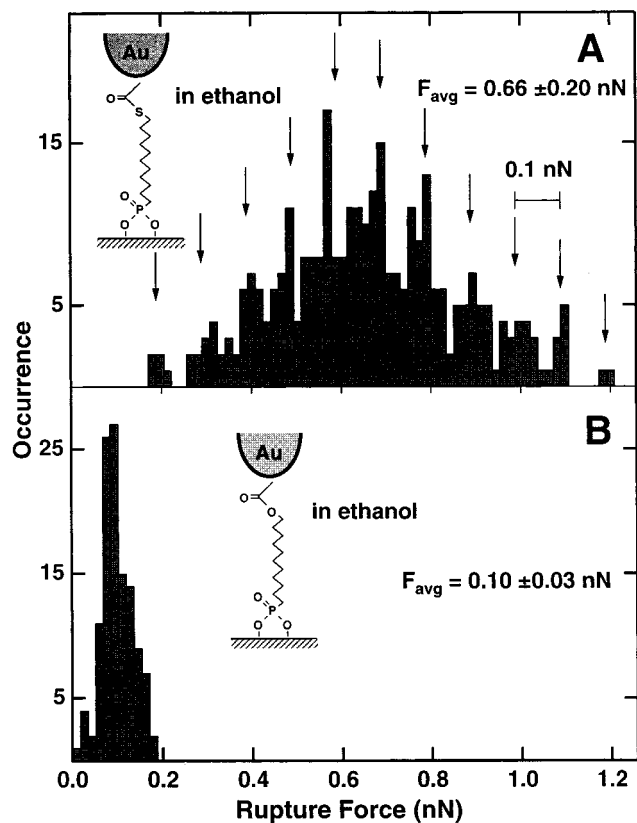 A
Au
in ethanol
F_avg = 0.66 ±0.20 nN
O
S
15
0.1 nN
O
P
O
O
5
Occurrence
B
25
Au
O
O
in ethanol
15
F_avg = 0.10 ±0.03 nN
O
P
5
O
O
0.0 0.2 0.4 0.6 0.8 1.0 1.2
Rupture Force (nN)